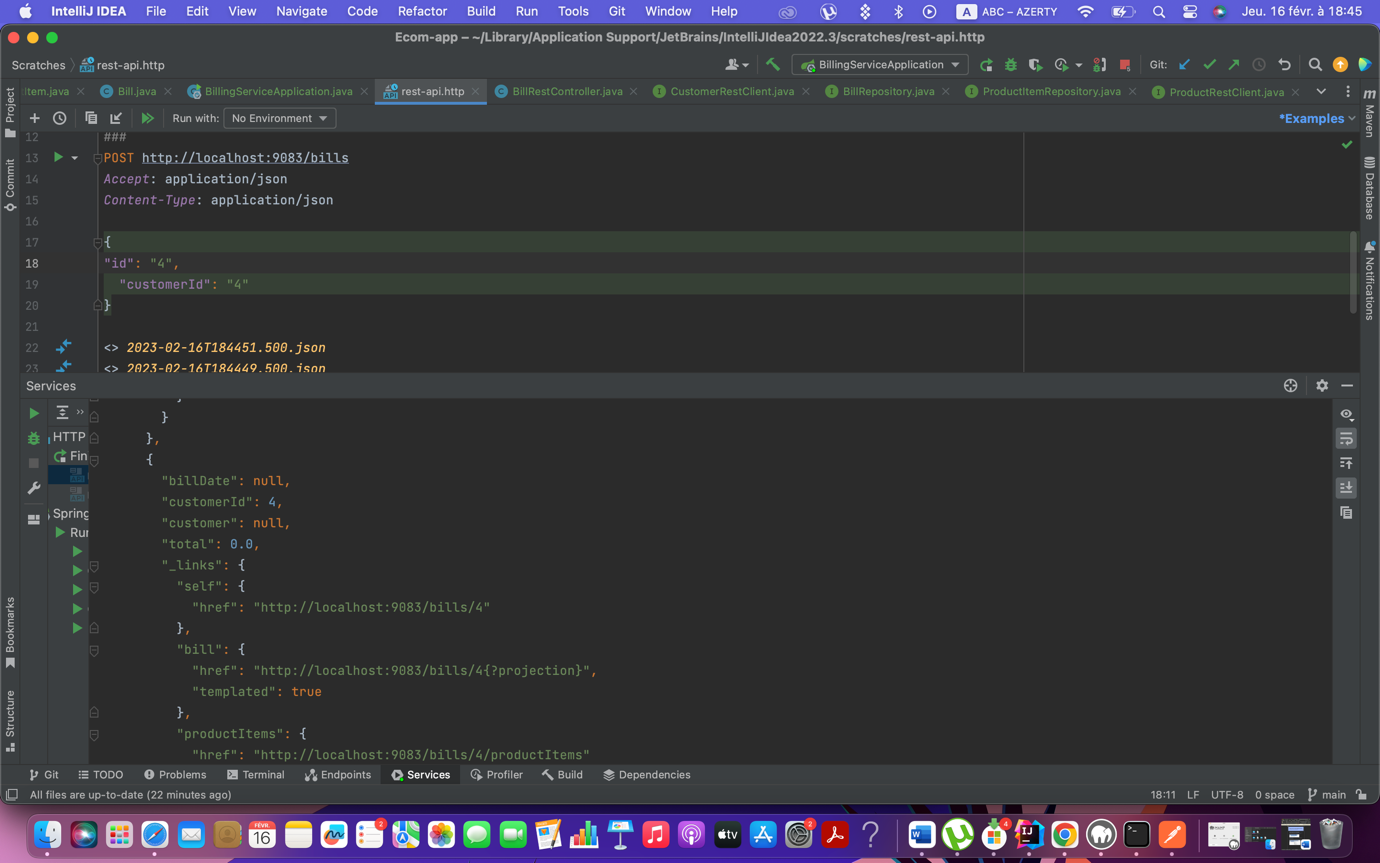 IntelliJ IDEA File Edit View Navigate Code Refactor Build Run Tools Git Window Help A ABC – AZERTY Jeu. 16 févr. à 18:45
Ecom-app – ~/Library/Application Support/JetBrains/IntelliJIdea2022.3/scratches/rest-api.http
Scratches rest-api.http BillingServiceApplication Git:
Item.java Bill.java BillingServiceApplication.java rest-api.http BillRestController.java CustomerRestClient.java BillRepository.java ProductItemRepository.java ProductRestClient.java
Run with: No Environment *Examples
Project
Commit
Bookmarks
Structure
Maven
Database
Notifications
12 ###
13 POST http://localhost:9083/bills
14 Accept: application/json
15 Content-Type: application/json
16
17 {
18 "id": "4",
19 "customerId": "4"
20 }
21
22 <> 2023-02-16T184451.500.json
23 <> 2023-02-16T184449.500.json
Services
HTTP
Fin
Spring
Run
}
},
{
"billDate": null,
"customerId": 4,
"customer": null,
"total": 0.0,
"_links": {
"self": {
"href": "http://localhost:9083/bills/4"
},
"bill": {
"href": "http://localhost:9083/bills/4{?projection}",
"templated": true
},
"productItems": {
"href": "http://localhost:9083/bills/4/productItems"
Git TODO Problems Terminal Endpoints Services Profiler Build Dependencies
All files are up-to-date (22 minutes ago) 18:11 LF UTF-8 0 space main
FÉVR.
16
2
2
4